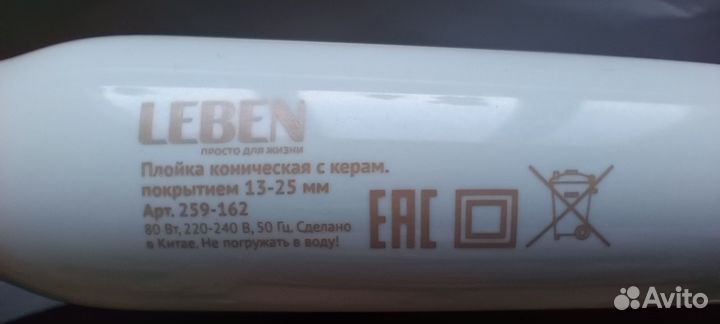 LEBEN
ПРОСТО ДЛЯ ЖИЗНИ
Плойка коническая с керам.
покрытием 13-25 мм
Арт. 259-162
80 Вт, 220-240 В, 50 Гц. Сделано
в Китае. Не погружать в воду!
EAC
Avito